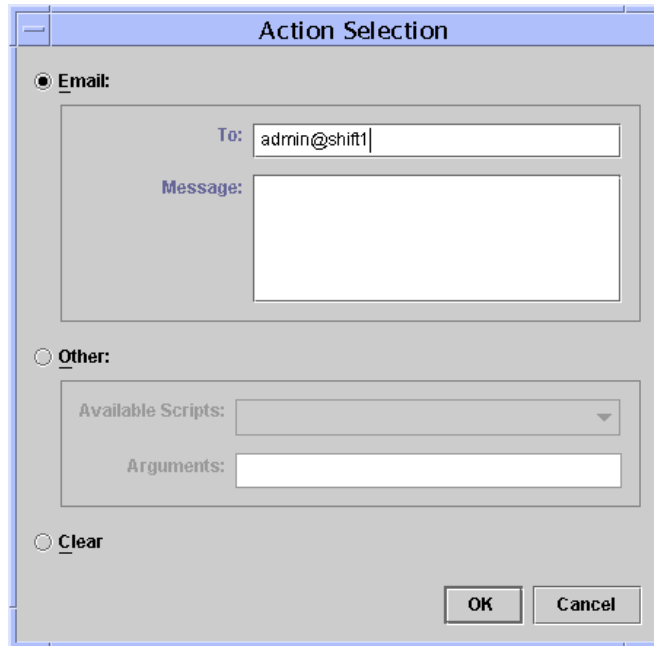 Action Selection
Email:
To: admin@shift1
Message:
Other:
Available Scripts:
Arguments:
Clear
OK Cancel